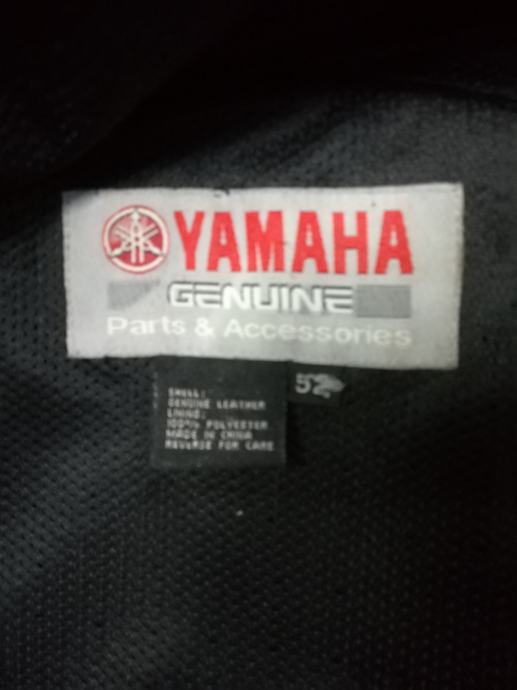 YAMAHA
GENUINE
Parts & Accessories
52
SHELL:
GENUINE LEATHER
LINING:
100% POLYESTER
MADE IN CHINA
REVERSE FOR CARE